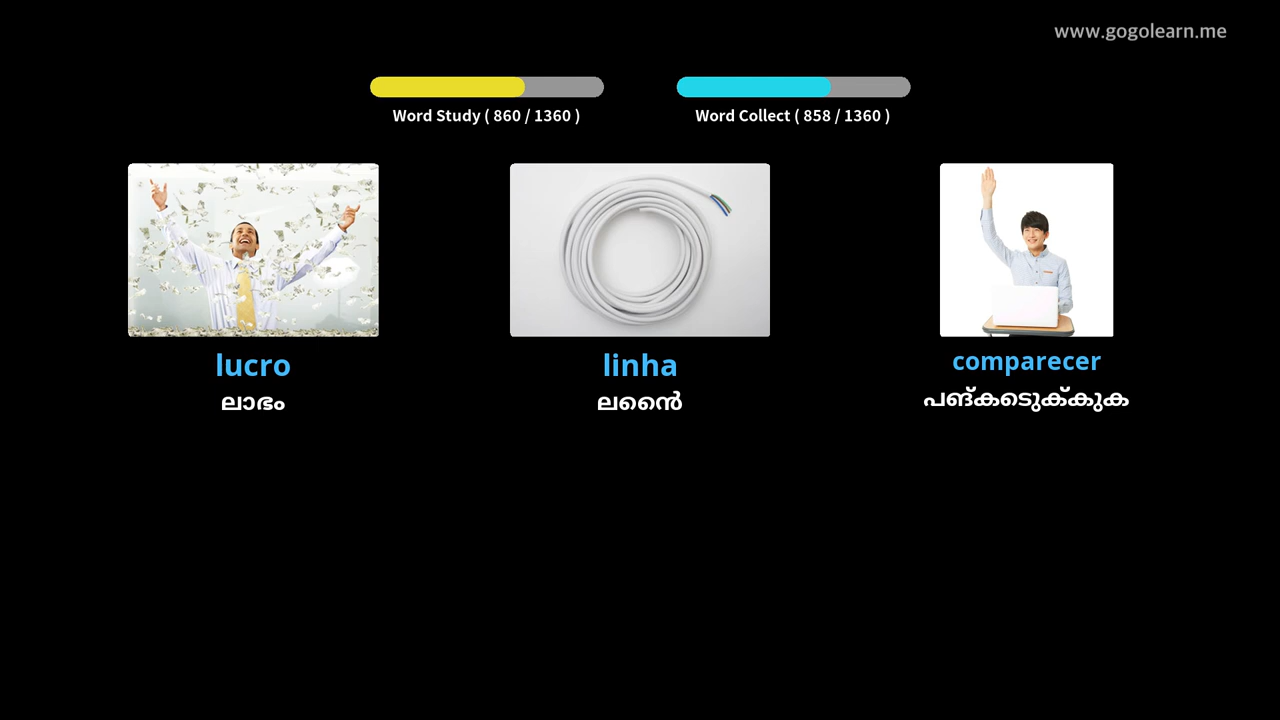 www.gogolearn.me
Word Study ( 860 / 1360 )
Word Collect ( 858 / 1360 )
lucro
linha
comparecer
ലാഭം
ലൈൻ
പങ്കെടുക്കുക